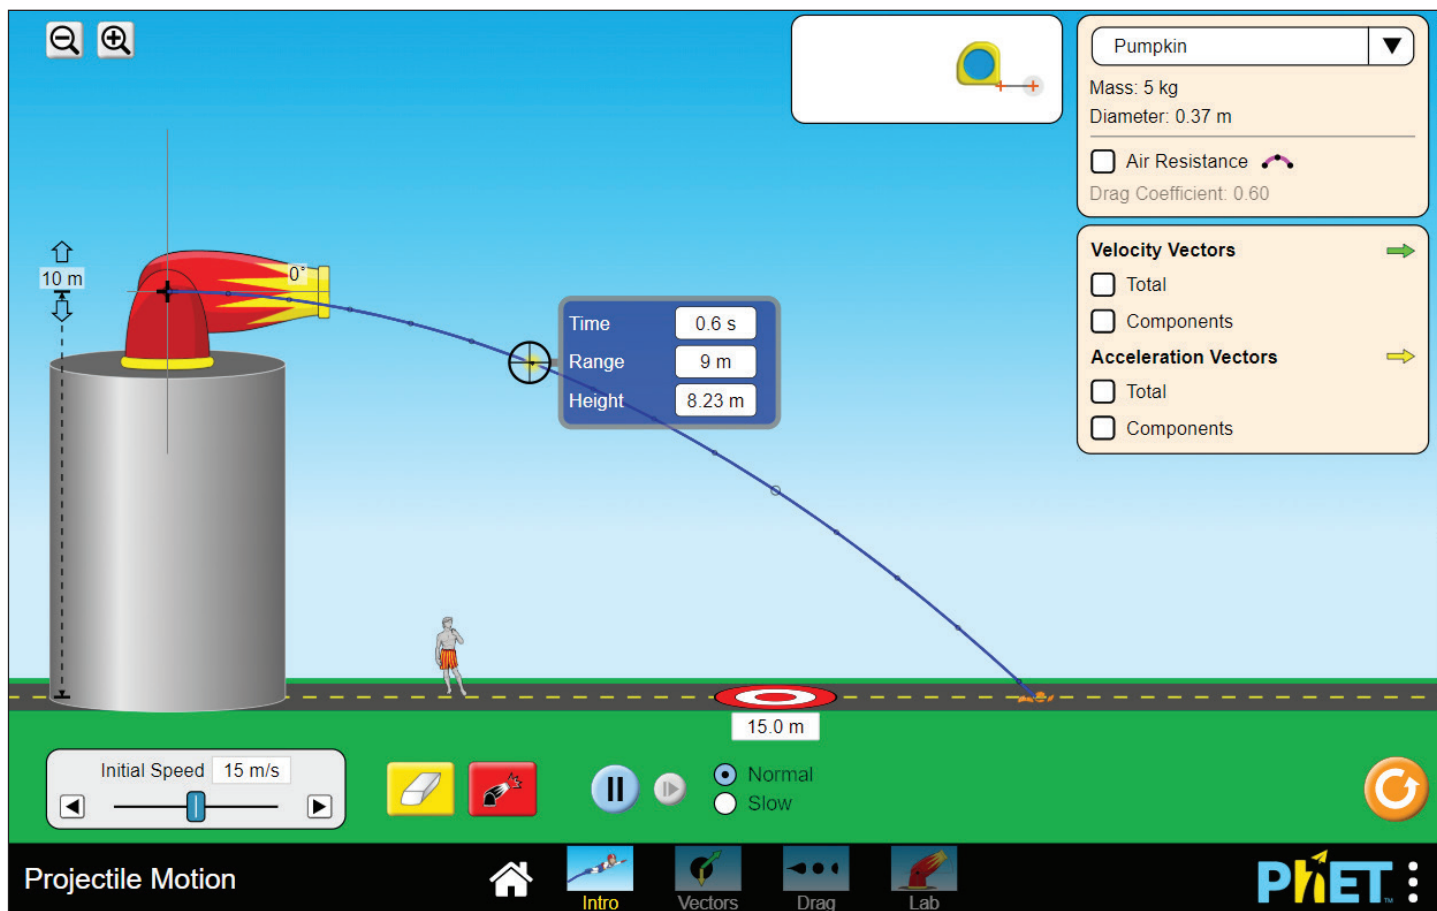 Pumpkin
Mass: 5 kg
Diameter: 0.37 m
Air Resistance
Drag Coefficient: 0.60
Velocity Vectors
Total
Components
Acceleration Vectors
Total
Components
10 m
0°
Time 0.6 s
Range 9 m
Height 8.23 m
15.0 m
Initial Speed 15 m/s
Normal
Slow
Projectile Motion
Intro
Vectors
Drag
Lab
PhET™